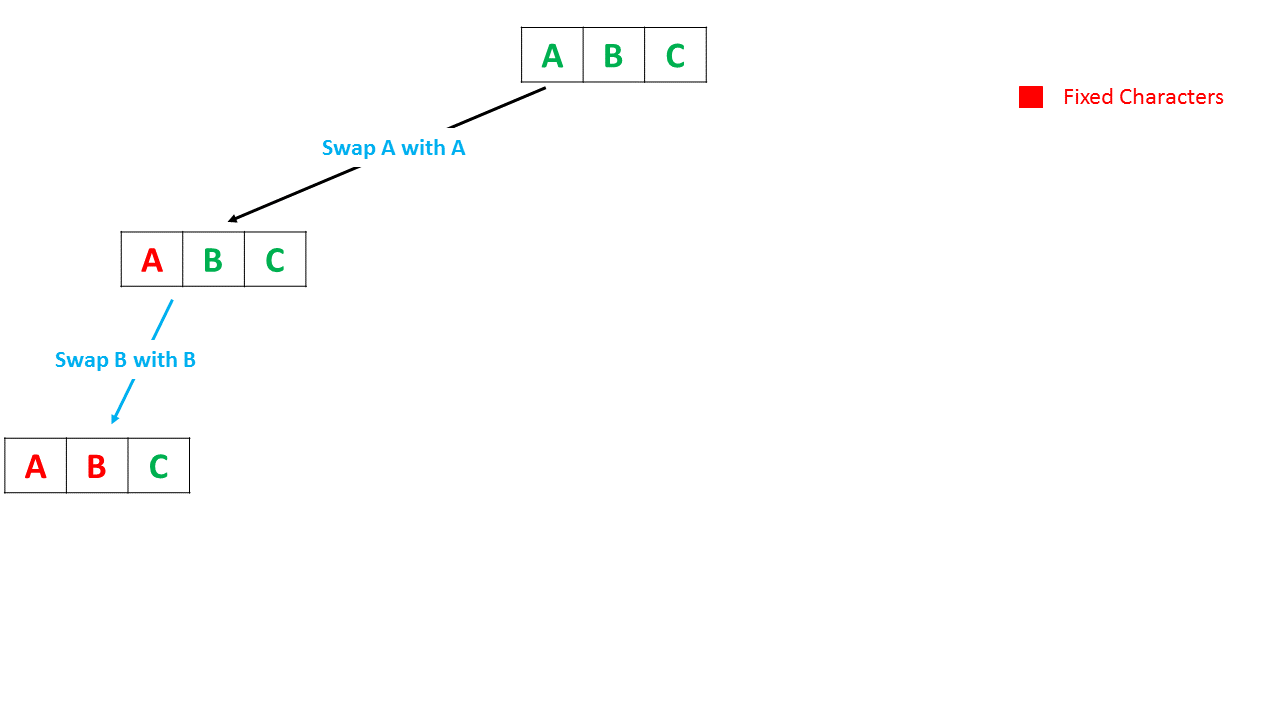 A B C
Fixed Characters
Swap A with A
A B C
Swap B with B
A B C